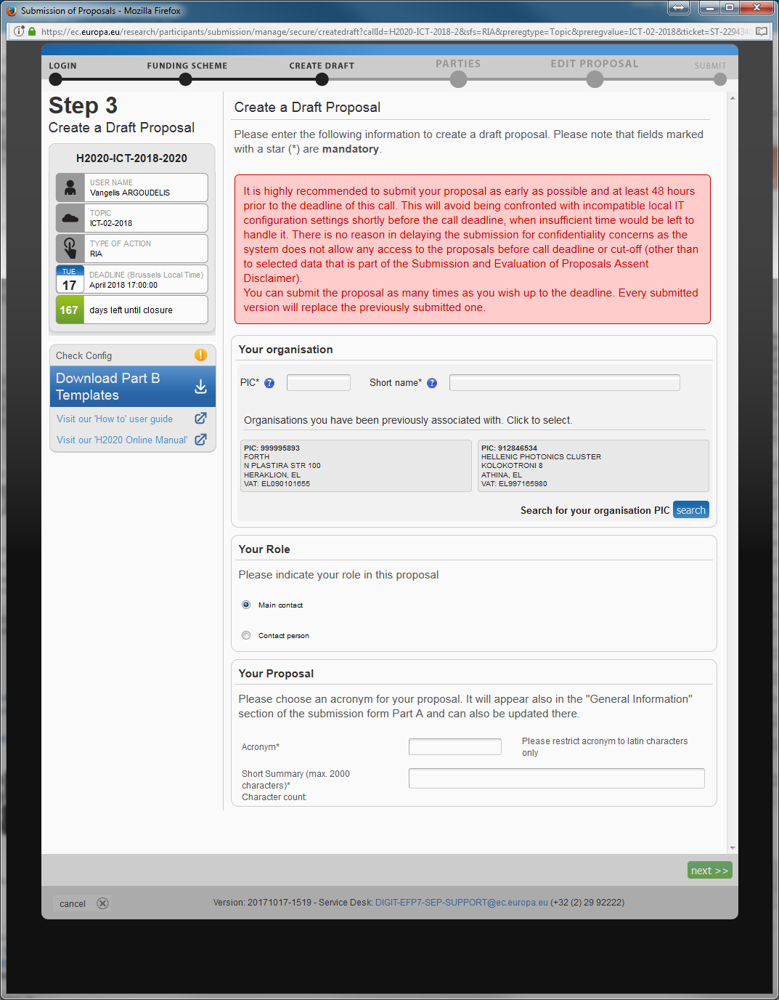 Submission of Proposals - Mozilla Firefox
https://ec.europa.eu/research/participants/submission/manage/secure/createdraft?callId=H2020-ICT-2018-2&sfs=RIA&preregtype=Topic&preregvalue=ICT-02-2018&ticket=ST-229434
LOGIN
FUNDING SCHEME
CREATE DRAFT
PARTIES
EDIT PROPOSAL
SUBMIT
Step 3
Create a Draft Proposal
H2020-ICT-2018-2020
USER NAME
Vangelis ARGOUDELIS
TOPIC
ICT-02-2018
TYPE OF ACTION
RIA
TUE
17
DEADLINE (Brussels Local Time)
April 2018 17:00:00
167
days left until closure
Check Config
Download Part B
Templates
Visit our 'How to' user guide
Visit our 'H2020 Online Manual'
Create a Draft Proposal
Please enter the following information to create a draft proposal. Please note that fields marked
with a star (*) are mandatory.
It is highly recommended to submit your proposal as early as possible and at least 48 hours
prior to the deadline of this call. This will avoid being confronted with incompatible local IT
configuration settings shortly before the call deadline, when insufficient time would be left to
handle it. There is no reason in delaying the submission for confidentiality concerns as the
system does not allow any access to the proposals before call deadline or cut-off (other than
to selected data that is part of the Submission and Evaluation of Proposals Assent
Disclaimer).
You can submit the proposal as many times as you wish up to the deadline. Every submitted
version will replace the previously submitted one.
Your organisation
PIC* ?
Short name* ?
Organisations you have been previously associated with. Click to select.
PIC: 999995893
FORTH
N PLASTIRA STR 100
HERAKLION, EL
VAT: EL090101655
PIC: 912846534
HELLENIC PHOTONICS CLUSTER
KOLOKOTRONI 8
ATHINA, EL
VAT: EL997165980
Search for your organisation PIC search
Your Role
Please indicate your role in this proposal
Main contact
Contact person
Your Proposal
Please choose an acronym for your proposal. It will appear also in the "General Information"
section of the submission form Part A and can also be updated there.
Acronym*
Please restrict acronym to latin characters
only
Short Summary (max. 2000
characters)*
Character count:
next >>
cancel
Version: 20171017-1519 - Service Desk: DIGIT-EFP7-SEP-SUPPORT@ec.europa.eu (+32 (2) 29 92222)